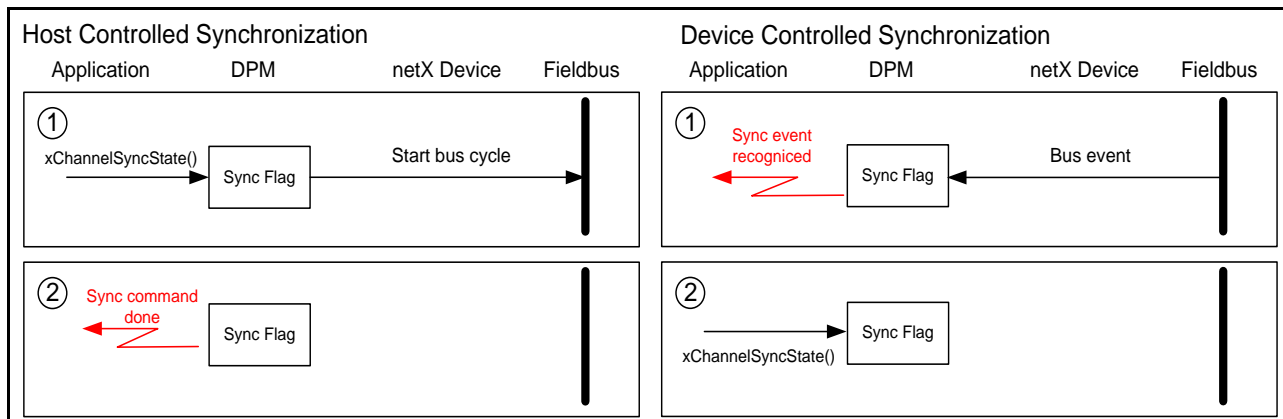 Host Controlled Synchronization
Application DPM netX Device Fieldbus
1
xChannelSyncState()
Sync Flag
Start bus cycle
2
Sync command
done
Sync Flag
Device Controlled Synchronization
Application DPM netX Device Fieldbus
1
Sync event
recogniced
Sync Flag
Bus event
2
xChannelSyncState()
Sync Flag